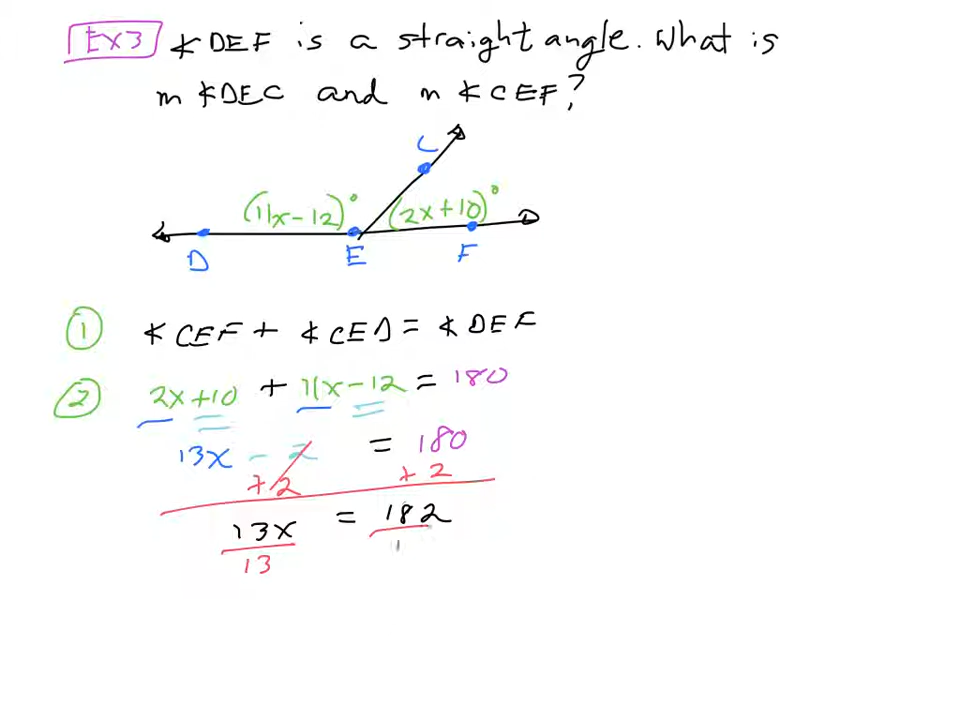 Ex3 ∡DEF is a straight angle. What is
m ∡DEC and m ∡CEF?
C
(11x-12)° (2x+10)°
D E F
1 ∡CEF + ∡CED = ∡DEF
2 2x+10 + 11x-12 = 180
13x - 2 = 180
+2 +2
13x = 182
13